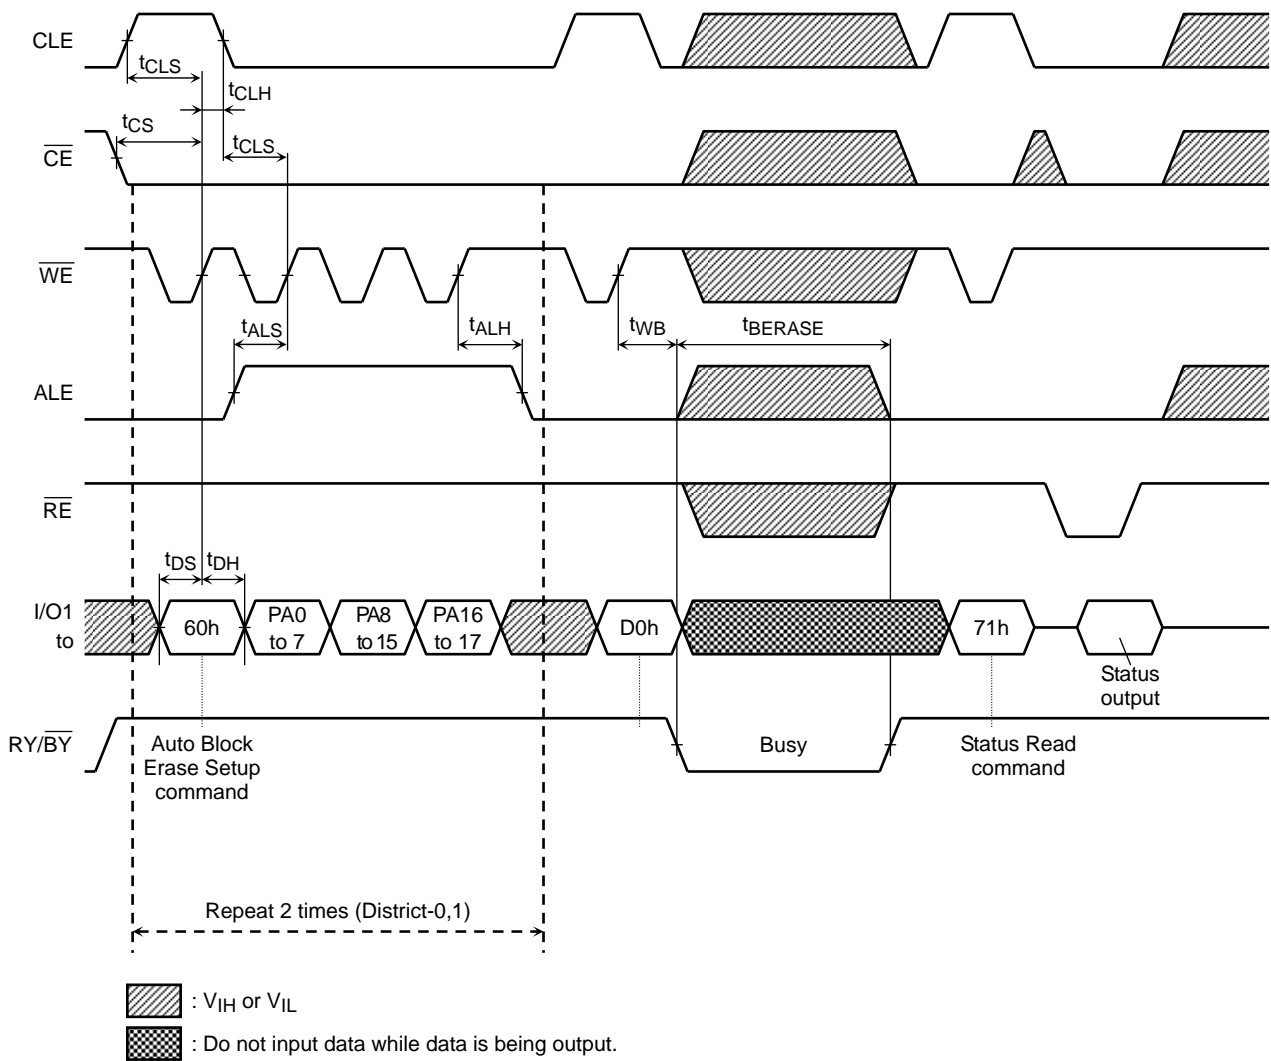 CLE
tCLS
tCLH
tCS
tCLS
CE
WE
tALS
tALH
tWB
tBERASE
ALE
RE
tDS
tDH
I/O1
to
60h
PA0
to 7
PA8
to 15
PA16
to 17
D0h
71h
Status
output
RY/BY
Auto Block
Erase Setup
command
Busy
Status Read
command
Repeat 2 times (District-0,1)
: VIH or VIL
: Do not input data while data is being output.